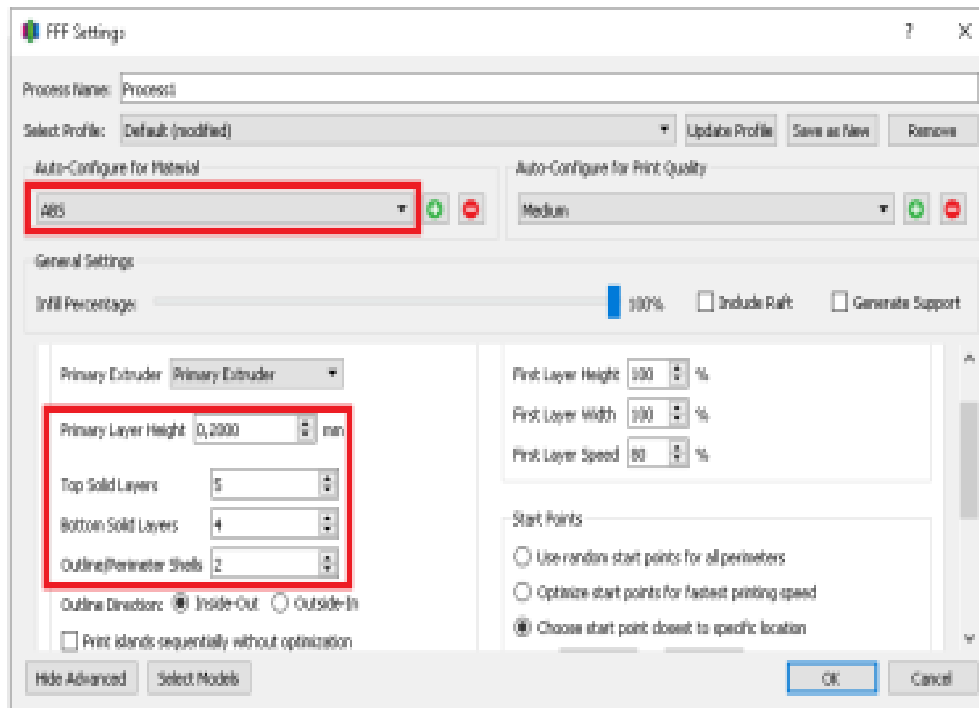 FFF Settings ? X
Process Name: Process1
Select Profile: Default (modified) Update Profile Save as New Remove
Auto-Configure for Material Auto-Configure for Print Quality
ABS Medium
General Settings
Infill Percentage: 100% Include Raft Generate Support
Primary Extruder Primary Extruder First Layer Height 100 %
Primary Layer Height 0,2000 mm First Layer Width 100 %
First Layer Speed 80 %
Top Solid Layers 5
Bottom Solid Layers 4 Start Points
Outline/Perimeter Shells 2 Use random start points for all perimeters
Outline Direction: Inside-Out Outside-In Optimize start points for fastest printing speed
Print islands sequentially without optimization Choose start point closest to specific location
Hide Advanced Select Models OK Cancel